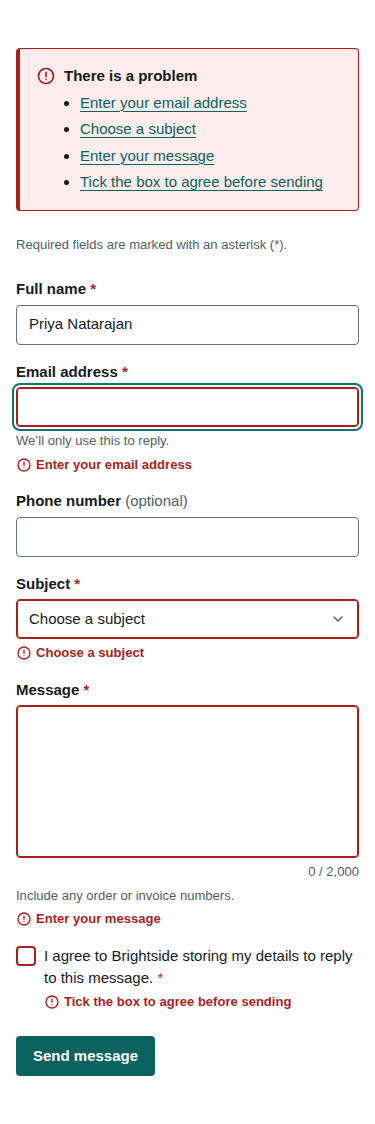 There is a problem
Enter your email address
Choose a subject
Enter your message
Tick the box to agree before sending
Required fields are marked with an asterisk (*).
Full name *
Priya Natarajan
Email address *
We’ll only use this to reply.
Enter your email address
Phone number (optional)
Subject *
Choose a subject
Choose a subject
Message *
0 / 2,000
Include any order or invoice numbers.
Enter your message
I agree to Brightside storing my details to reply
to this message. *
Tick the box to agree before sending
Send message